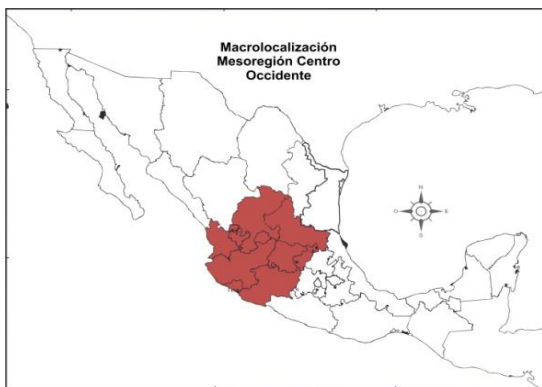 Macrolocalización
Mesoregión Centro
Occidente
N
O
E
S